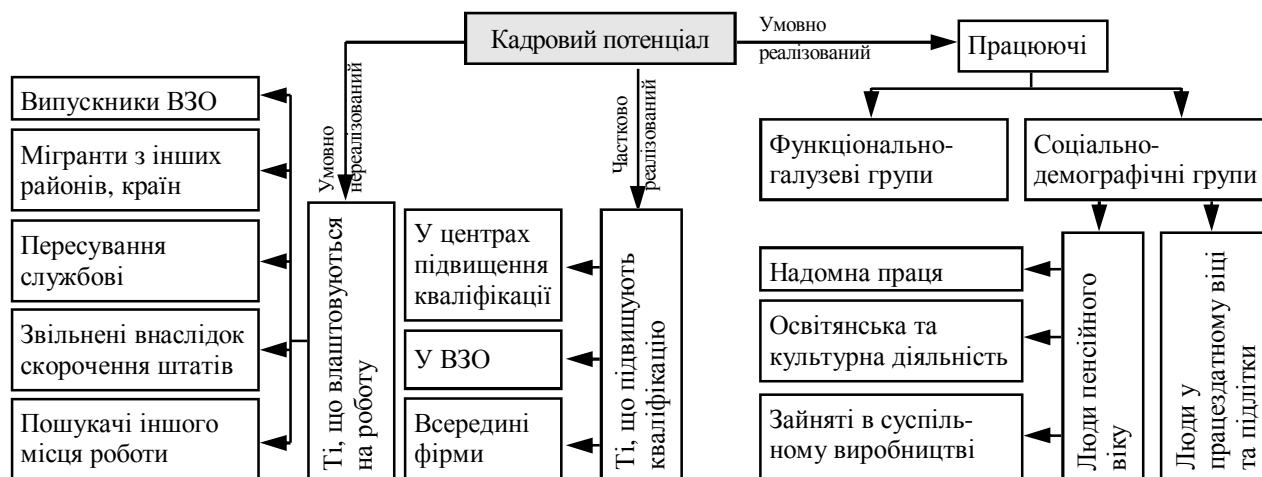 Кадровий потенціал
Умовно
реалізований
Працюючі
Умовно
нереалізований
Частково
реалізований
Випускники ВЗО
Мігранти з інших
районів, країн
Пересування
службові
Звільнені внаслідок
скорочення штатів
Пошукачі іншого
місця роботи
Ті, що влаштовуються
на роботу
У центрах
підвищення
кваліфікації
У ВЗО
Всередині
фірми
Ті, що підвищують
кваліфікацію
Функціонально-
галузеві групи
Соціально-
демографічні групи
Надомна праця
Освітянська та
культурна діяльність
Зайняті в суспіль-
ному виробництві
Люди пенсійного
віку
Люди у
працездатному віці
та підлітки